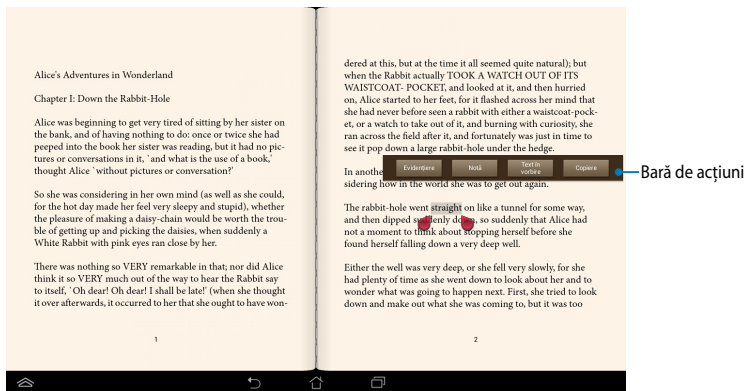 Alice's Adventures in Wonderland
Chapter I: Down the Rabbit-Hole
Alice was beginning to get very tired of sitting by her sister on
the bank, and of having nothing to do: once or twice she had
peeped into the book her sister was reading, but it had no pic-
tures or conversations in it, `and what is the use of a book,'
thought Alice `without pictures or conversation?'
So she was considering in her own mind (as well as she could,
for the hot day made her feel very sleepy and stupid), whether
the pleasure of making a daisy-chain would be worth the trou-
ble of getting up and picking the daisies, when suddenly a
White Rabbit with pink eyes ran close by her.
There was nothing so VERY remarkable in that; nor did Alice
think it so VERY much out of the way to hear the Rabbit say
to itself, `Oh dear! Oh dear! I shall be late!' (when she thought
it over afterwards, it occurred to her that she ought to have won-
1
dered at this, but at the time it all seemed quite natural); but
when the Rabbit actually TOOK A WATCH OUT OF ITS
WAISTCOAT- POCKET, and looked at it, and then hurried
on, Alice started to her feet, for it flashed across her mind that
she had never before seen a rabbit with either a waistcoat-pock-
et, or a watch to take out of it, and burning with curiosity, she
ran across the field after it, and fortunately was just in time to
see it pop down a large rabbit-hole under the hedge.
In anothe
Evidențiere
Notă
Text în
vorbire
Copiere
Bară de acțiuni
sidering how in the world she was to get out again.
The rabbit-hole went straight on like a tunnel for some way,
and then dipped suddenly down, so suddenly that Alice had
not a moment to think about stopping herself before she
found herself falling down a very deep well.
Either the well was very deep, or she fell very slowly, for she
had plenty of time as she went down to look about her and to
wonder what was going to happen next. First, she tried to look
down and make out what she was coming to, but it was too
2